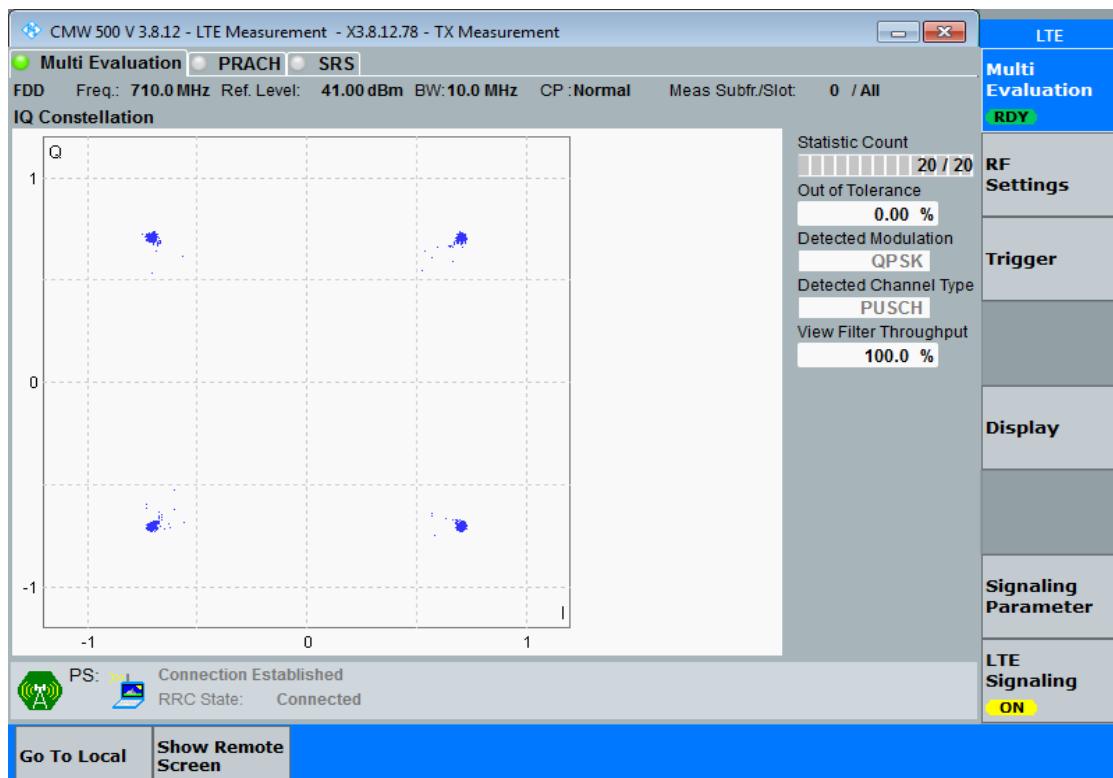 CMW 500 V 3.8.12 - LTE Measurement - X3.8.12.78 - TX Measurement
LTE
Multi Evaluation PRACH SRS
FDD Freq.: 710.0 MHz Ref. Level: 41.00 dBm BW: 10.0 MHz CP : Normal Meas Subfr./Slot: 0 / All
IQ Constellation
Q
1
0
-1
-1 0 1
I
Statistic Count
20 / 20
Out of Tolerance
0.00 %
Detected Modulation
QPSK
Detected Channel Type
PUSCH
View Filter Throughput
100.0 %
Multi
Evaluation
RDY
RF
Settings
Trigger
Display
Signaling
Parameter
LTE
Signaling
ON
PS: Connection Established
RRC State: Connected
Go To Local
Show Remote
Screen